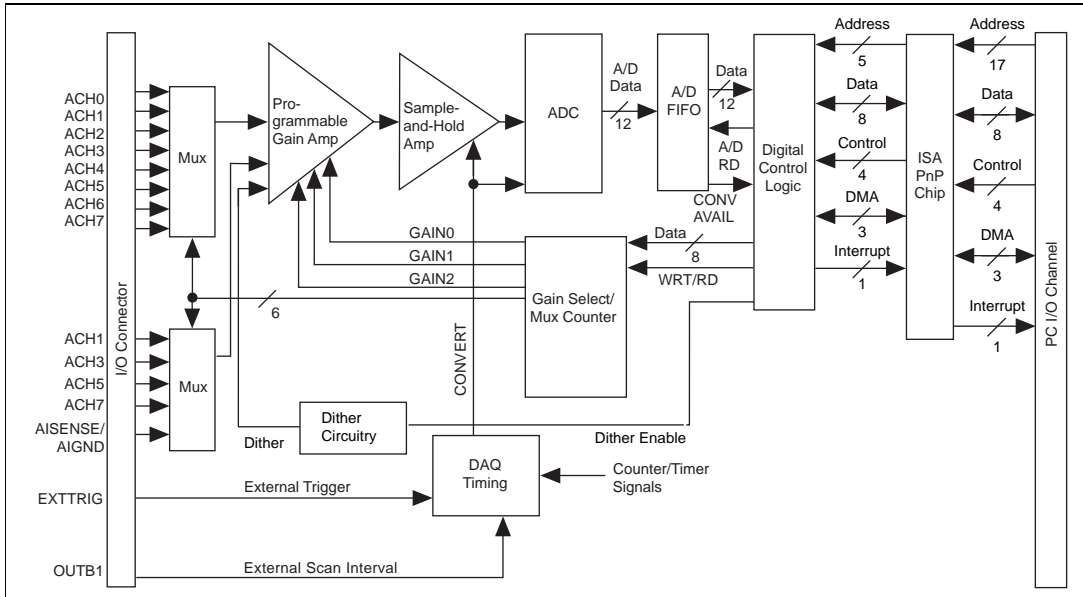 I/O Connector
ACH0
ACH1
ACH2
ACH3
ACH4
ACH5
ACH6
ACH7
Mux
Pro-
grammable
Gain Amp
Sample-
and-Hold
Amp
ADC
A/D
Data
12
A/D
FIFO
Data
12
A/D
RD
CONV
AVAIL
Digital
Control
Logic
Address
5
Data
8
Control
4
DMA
3
Interrupt
1
ISA
PnP
Chip
Address
17
Data
8
Control
4
DMA
3
Interrupt
1
PC I/O Channel
GAIN0
GAIN1
GAIN2
6
Gain Select/
Mux Counter
Data
8
WRT/RD
ACH1
ACH3
ACH5
ACH7
AISENSE/
AIGND
Mux
CONVERT
Dither
Dither
Circuitry
Dither Enable
DAQ
Timing
Counter/Timer
Signals
EXTTRIG
External Trigger
OUTB1
External Scan Interval